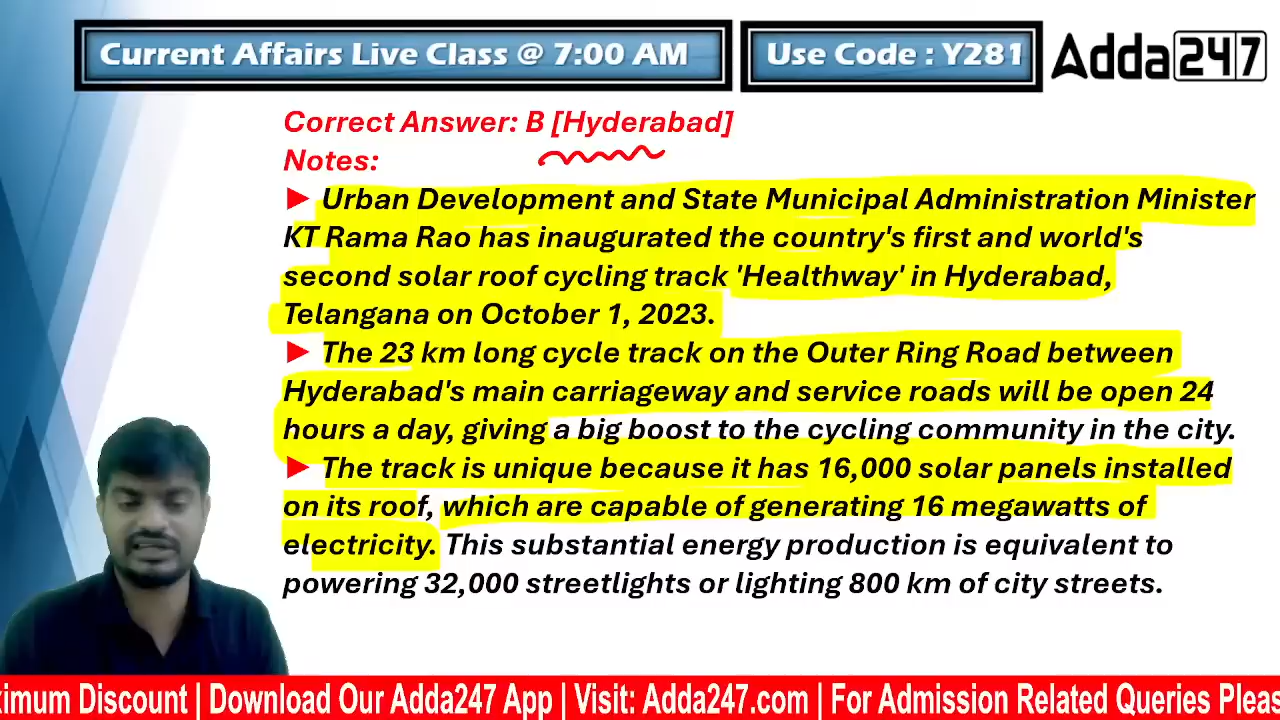 Current Affairs Live Class @ 7:00 AM
Use Code : Y281
Adda247
Correct Answer: B [Hyderabad]
Notes:
► Urban Development and State Municipal Administration Minister
KT Rama Rao has inaugurated the country's first and world's
second solar roof cycling track 'Healthway' in Hyderabad,
Telangana on October 1, 2023.
► The 23 km long cycle track on the Outer Ring Road between
Hyderabad's main carriageway and service roads will be open 24
hours a day, giving a big boost to the cycling community in the city.
► The track is unique because it has 16,000 solar panels installed
on its roof, which are capable of generating 16 megawatts of
electricity. This substantial energy production is equivalent to
powering 32,000 streetlights or lighting 800 km of city streets.
ximum Discount | Download Our Adda247 App | Visit: Adda247.com | For Admission Related Queries Pleas